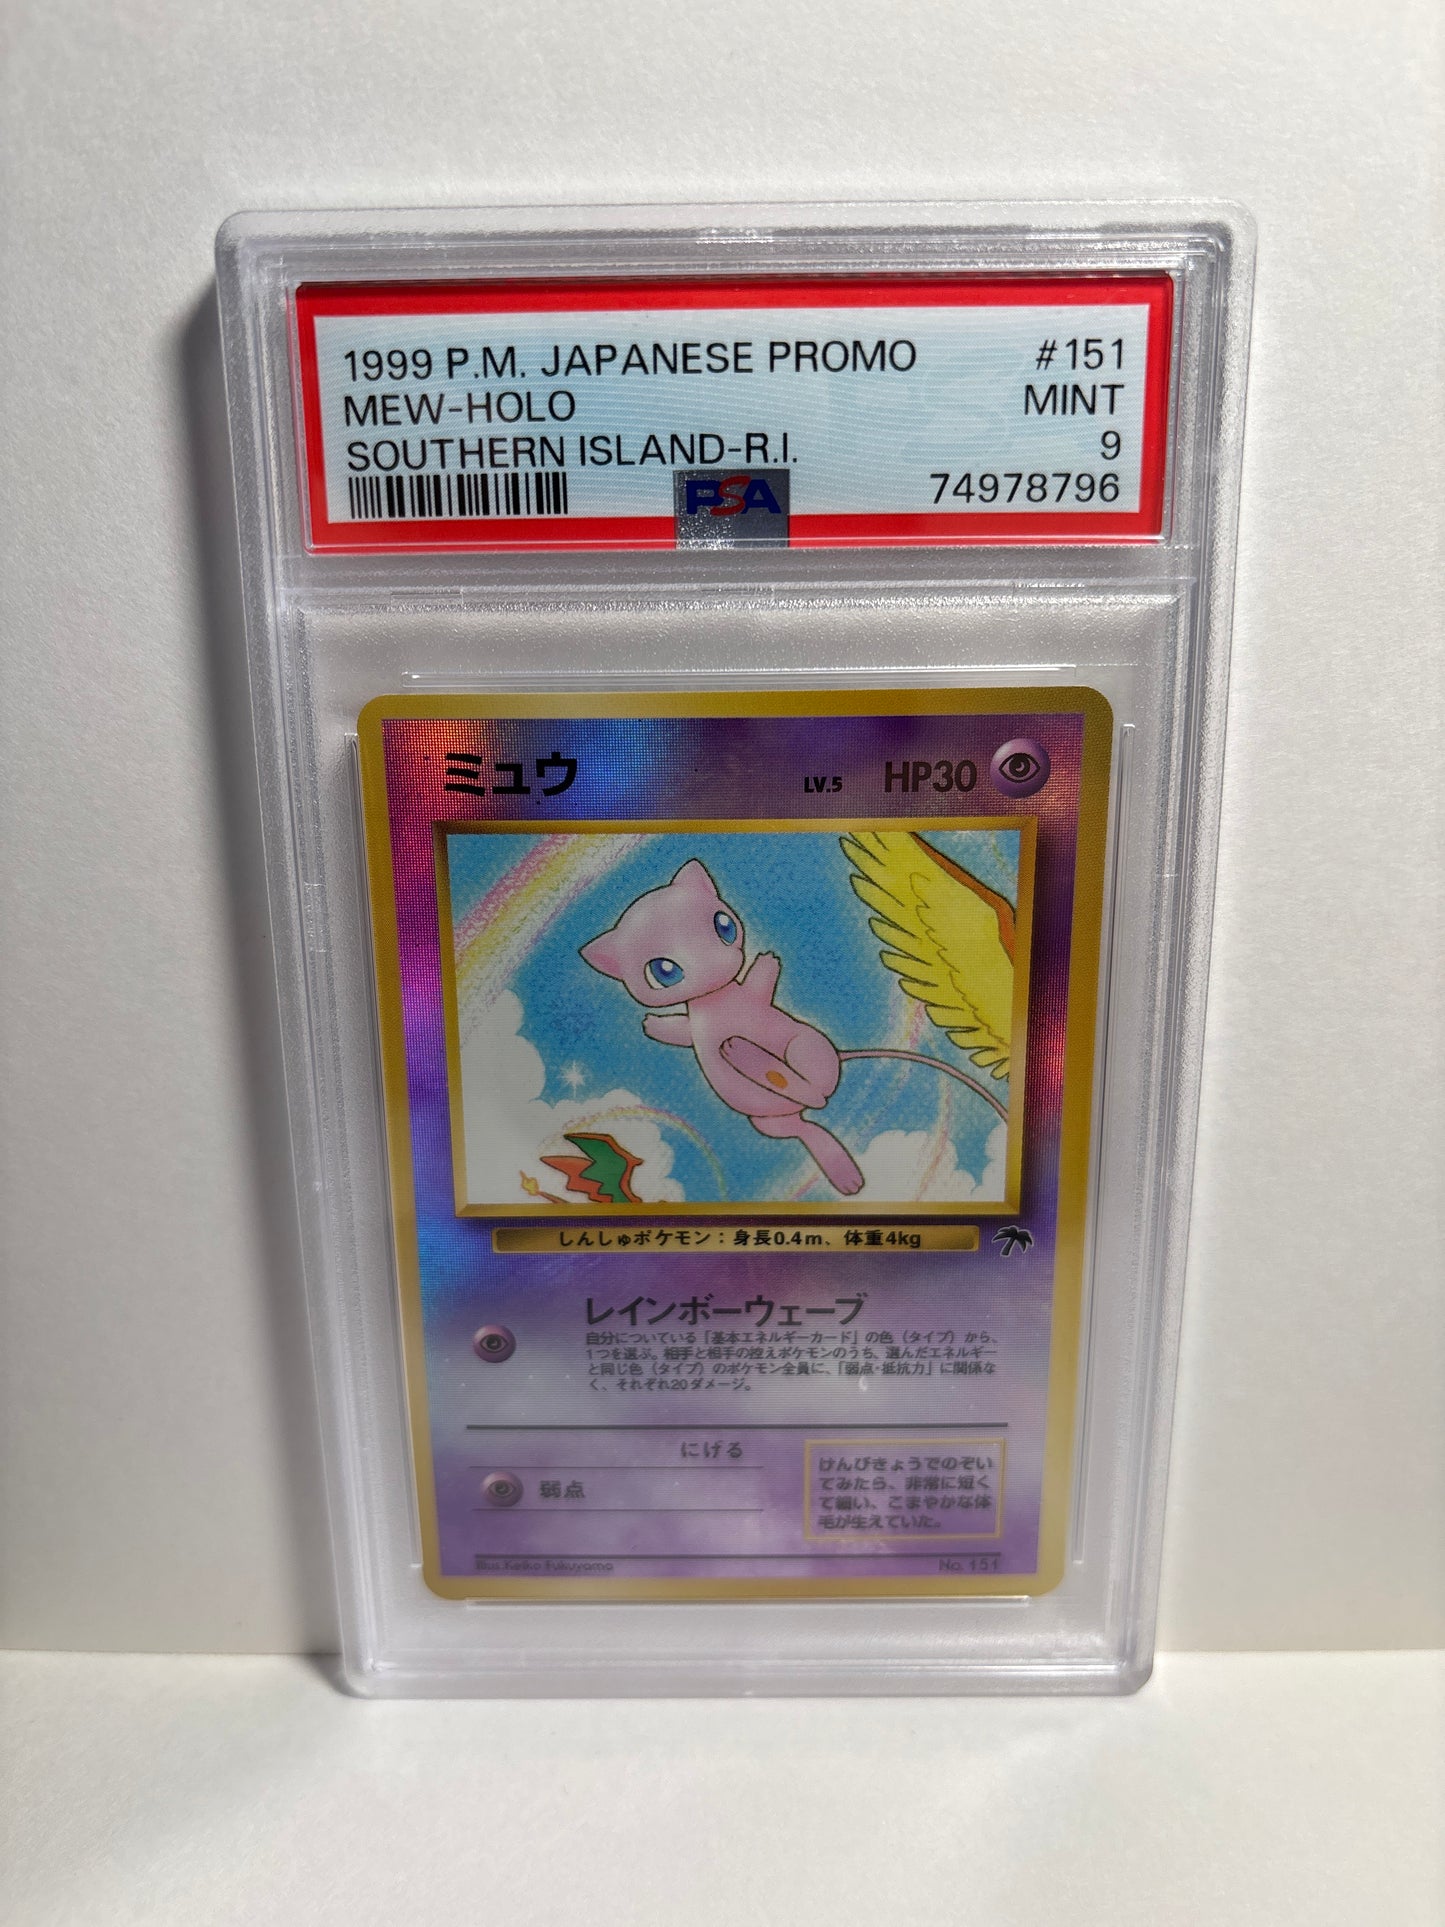 1999 P.M. JAPANESE PROMO #151
MEW-HOLO MINT
SOUTHERN ISLAND-R.I. 9
PSA 74978796
ミュウ LV.5 HP30
しんしゅポケモン：身長0.4m、体重4kg
レインボーウェーブ
自分についている「基本エネルギーカード」の色（タイプ）から、
1つを選ぶ。相手と相手の控えポケモンのうち、選んだエネルギー
と同じ色（タイプ）のポケモン全員に、「弱点・抵抗力」に関係な
く、それぞれ20ダメージ。
にげる
弱点
けんびきょうでのぞい
てみたら、非常に短く
て細い、こまやかな体
毛が生えていた。
Illus. Keiko Fukuyama No. 151